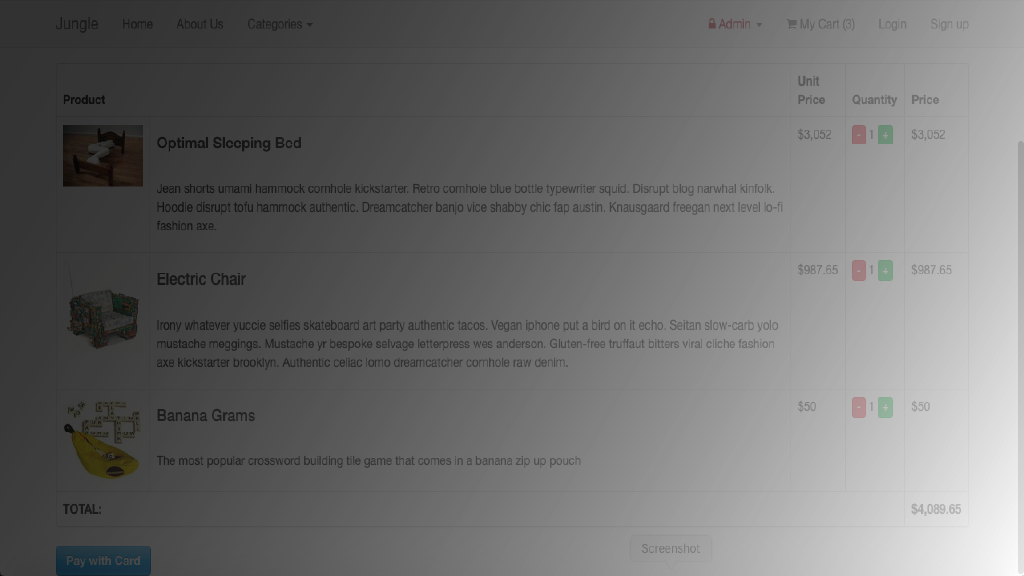 Jungle Home About Us Categories Admin My Cart (3) Login Sign up
Product Unit Price Quantity Price
Optimal Sleeping Bed $3,052 - 1 + $3,052
Jean shorts umami hammock cornhole kickstarter. Retro cornhole blue bottle typewriter squid. Disrupt blog narwhal kinfolk.
Hoodie disrupt tofu hammock authentic. Dreamcatcher banjo vice shabby chic fap austin. Knausgaard freegan next level lo-fi
fashion axe.
Electric Chair $987.65 - 1 + $987.65
Irony whatever yuccie selfies skateboard art party authentic tacos. Vegan iphone put a bird on it echo. Seitan slow-carb yolo
mustache meggings. Mustache yr bespoke selvage letterpress wes anderson. Gluten-free truffaut bitters viral cliche fashion
axe kickstarter brooklyn. Authentic celiac lomo dreamcatcher cornhole raw denim.
Banana Grams $50 - 1 + $50
The most popular crossword building tile game that comes in a banana zip up pouch
TOTAL: $4,089.65
Screenshot
Pay with Card